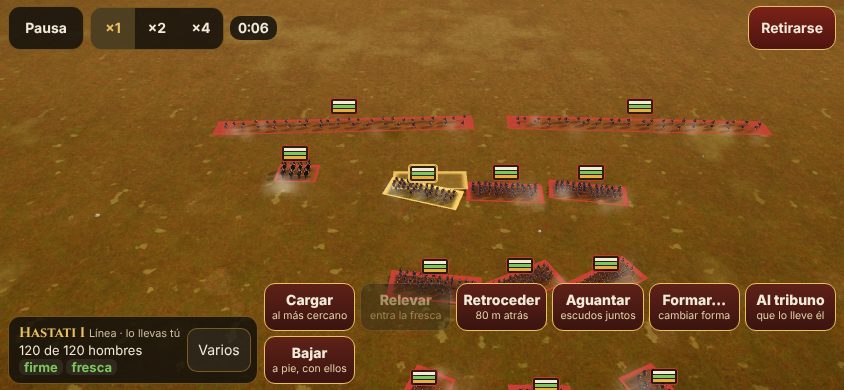 Pausa
×1 ×2 ×4
0:06
Retirarse
Cargar
al más cercano
Relevar
entra la fresca
Retroceder
80 m atrás
Aguantar
escudos juntos
Formar...
cambiar forma
Al tribuno
que lo lleve él
HASTATI I Línea · lo llevas tú
120 de 120 hombres
firme fresca
Varios
Bajar
a pie, con ellos